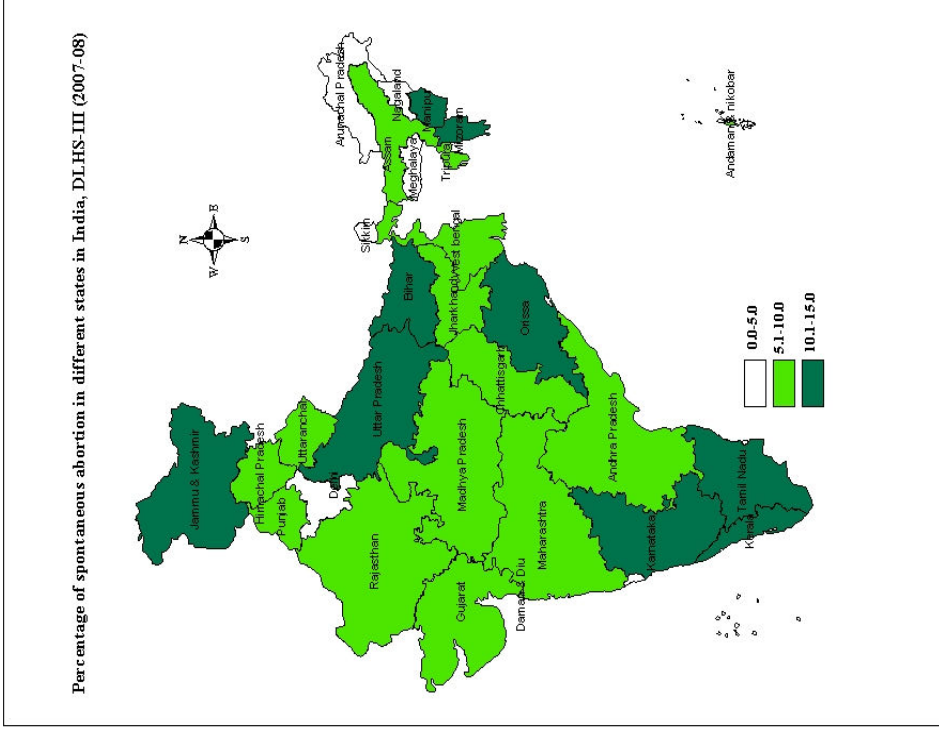 Percentage of spontaneous abortion in different states in India, DLHS-III (2007-08)
N
W
E
S
Jammu & Kashmir
Himachal Pradesh
Punjab
Uttaranchal
Delhi
Rajasthan
Uttar Pradesh
Bihar
Sikkim
Arunachal Pradesh
Assam
Nagaland
Meghalaya
Manipur
Tripura
Mizoram
Gujarat
Madhya Pradesh
Jharkhand
West bengal
Chhattisgarh
Orissa
Daman & Diu
Maharashtra
Andhra Pradesh
Karnataka
Tamil Nadu
Kerala
Andaman & nikobar
0.0-5.0
5.1-10.0
10.1-15.0